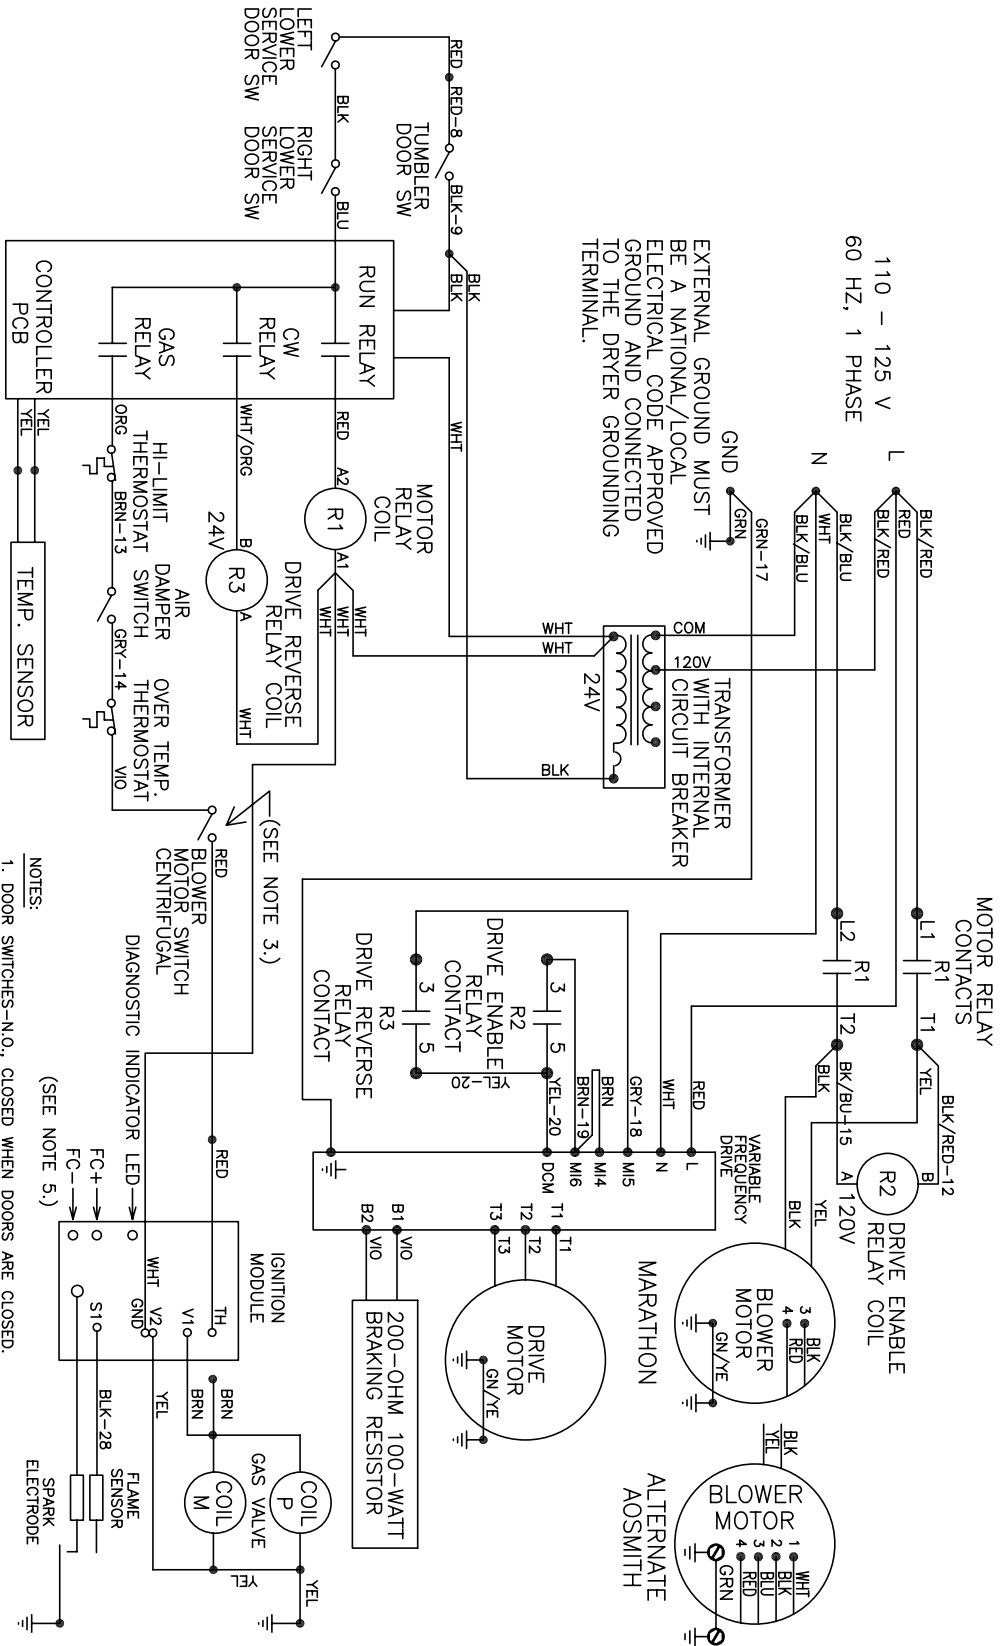 110 – 125 V
60 HZ, 1 PHASE
L
N
GND
BLK/RED
RED
BLK/RED
BLK/BLU
WHT
BLK/BLU
GRN-17
GRN
EXTERNAL GROUND MUST
BE A NATIONAL/LOCAL
ELECTRICAL CODE APPROVED
GROUND AND CONNECTED
TO THE DRYER GROUNDING
TERMINAL.
RED
RED-8
TUMBLER
DOOR SW
BLK-9
BLK
BLK
LEFT
LOWER
SERVICE
DOOR SW
BLK
RIGHT
LOWER
SERVICE
DOOR SW
BLU
RUN RELAY
CW
RELAY
GAS
RELAY
CONTROLLER
PCB
WHT
RED
A2
R1
A1
MOTOR
RELAY
COIL
WHT
WHT
WHT
WHT/ORG
24V
B
R3
A
DRIVE REVERSE
RELAY COIL
WHT
ORG
HI-LIMIT
THERMOSTAT
BRN-13
AIR
DAMPER
SWITCH
GRY-14
OVER TEMP.
THERMOSTAT
VIO
YEL
YEL
TEMP. SENSOR
WHT
WHT
COM
120V
24V
TRANSFORMER
WITH INTERNAL
CIRCUIT BREAKER
BLK
(SEE NOTE 3.)
RED
BLOWER
MOTOR SWITCH
CENTRIFUGAL
RED
MOTOR RELAY
CONTACTS
L1
R1
T1
L2
R1
T2
YEL
BLK/RED-12
BLK
BK/BU-15
A
R2
B
120V
DRIVE ENABLE
RELAY COIL
3
R2
5
DRIVE ENABLE
RELAY
CONTACT
3
R3
5
DRIVE REVERSE
RELAY
CONTACT
YEL-20
YEL-20
BRN-19
BRN
GRY-18
WHT
RED
VARIABLE
FREQUENCY
DRIVE
L
N
MI5
MI4
MI6
DCM
T1
T2
T3
B1
B2
T1
T2
T3
VIO
VIO
DRIVE
MOTOR
GN/YE
200-OHM 100-WATT
BRAKING RESISTOR
BLK
YEL
BLOWER
MOTOR
3
4
BLK
RED
GN/YE
MARATHON
BLK
YEL
BLOWER
MOTOR
1
2
3
4
WHT
BLK
BLU
RED
GRN
ALTERNATE
AOSMITH
DIAGNOSTIC INDICATOR LED
FC+
FC-
(SEE NOTE 5.)
IGNITION
MODULE
WHT
TH
V1
V2
GND
S1
BRN
BRN
YEL
COIL
P
COIL
M
GAS VALVE
YEL
YEL
BLK-28
FLAME
SENSOR
SPARK
ELECTRODE
NOTES:
1. DOOR SWITCHES-N.O., CLOSED WHEN DOORS ARE CLOSED.